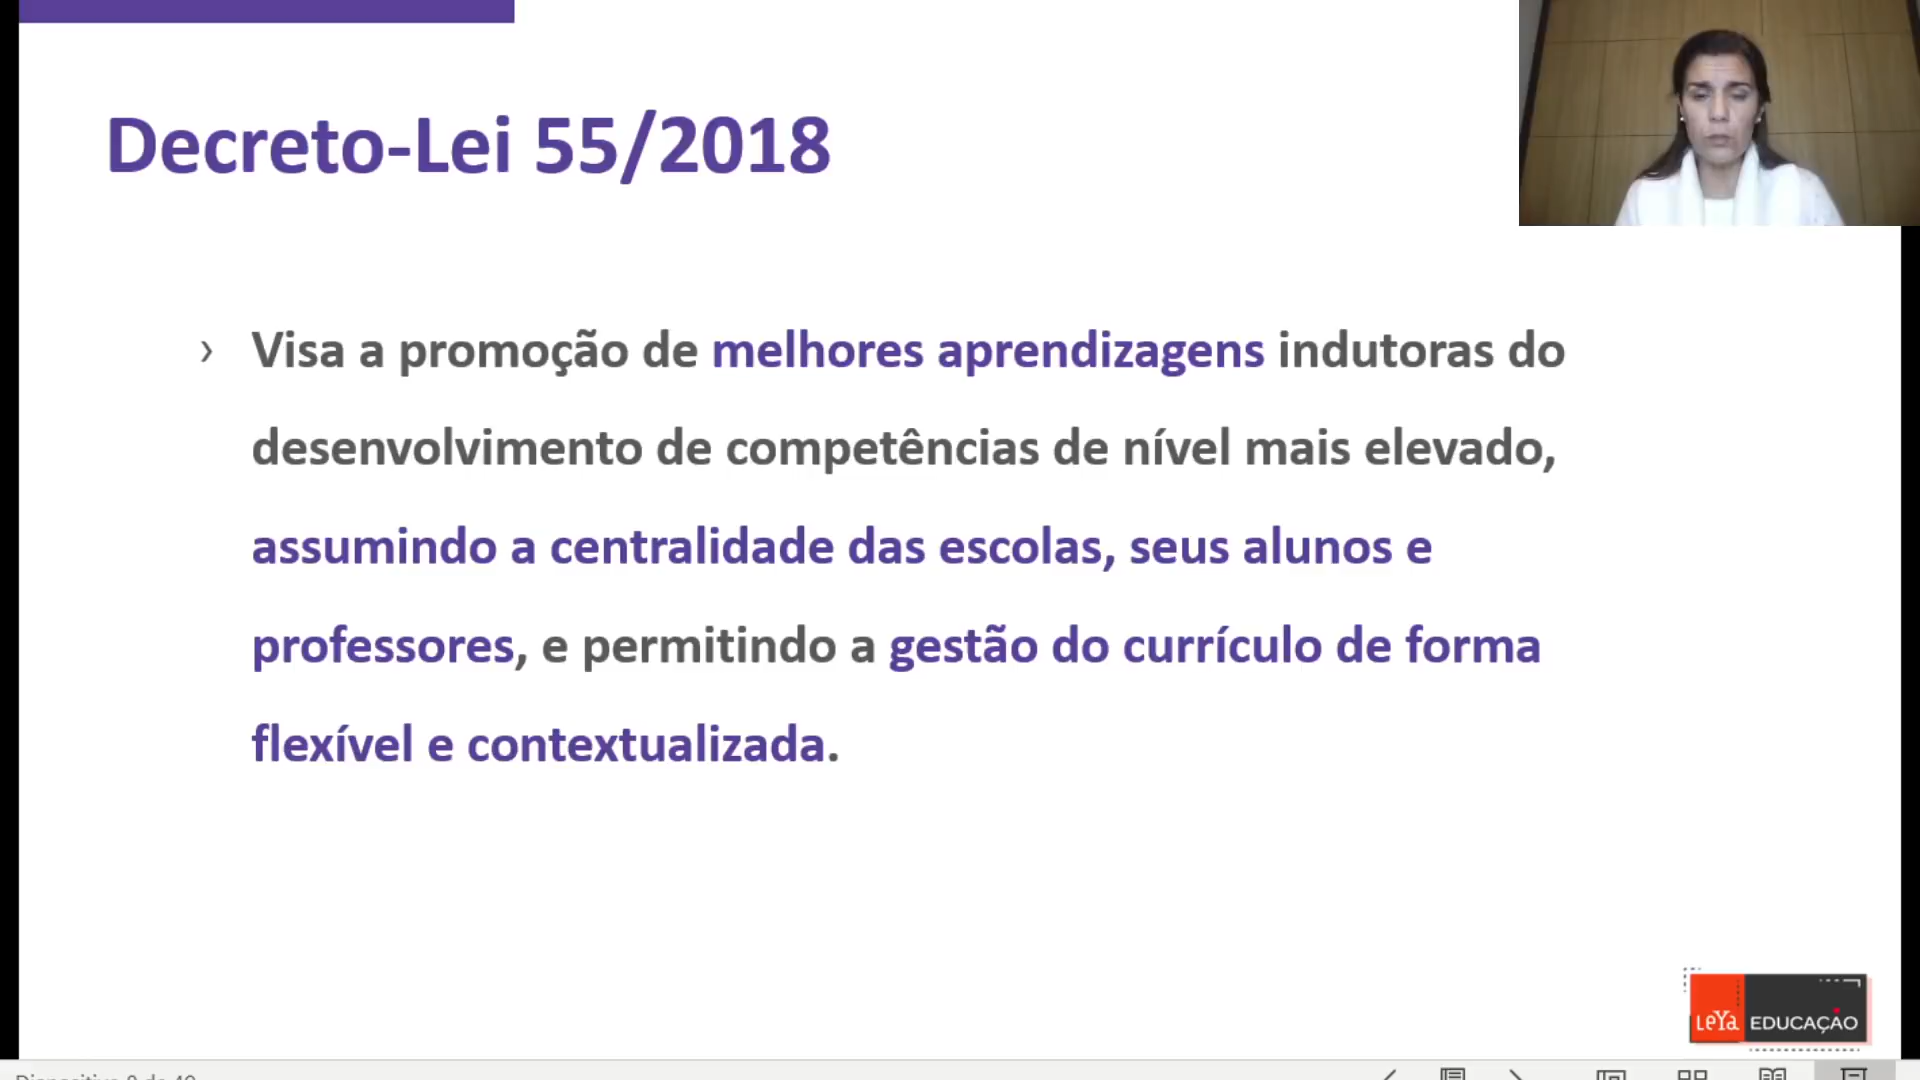 Decreto-Lei 55/2018
› Visa a promoção de melhores aprendizagens indutoras do
desenvolvimento de competências de nível mais elevado,
assumindo a centralidade das escolas, seus alunos e
professores, e permitindo a gestão do currículo de forma
flexível e contextualizada.
LeYa EDUCAÇÃO